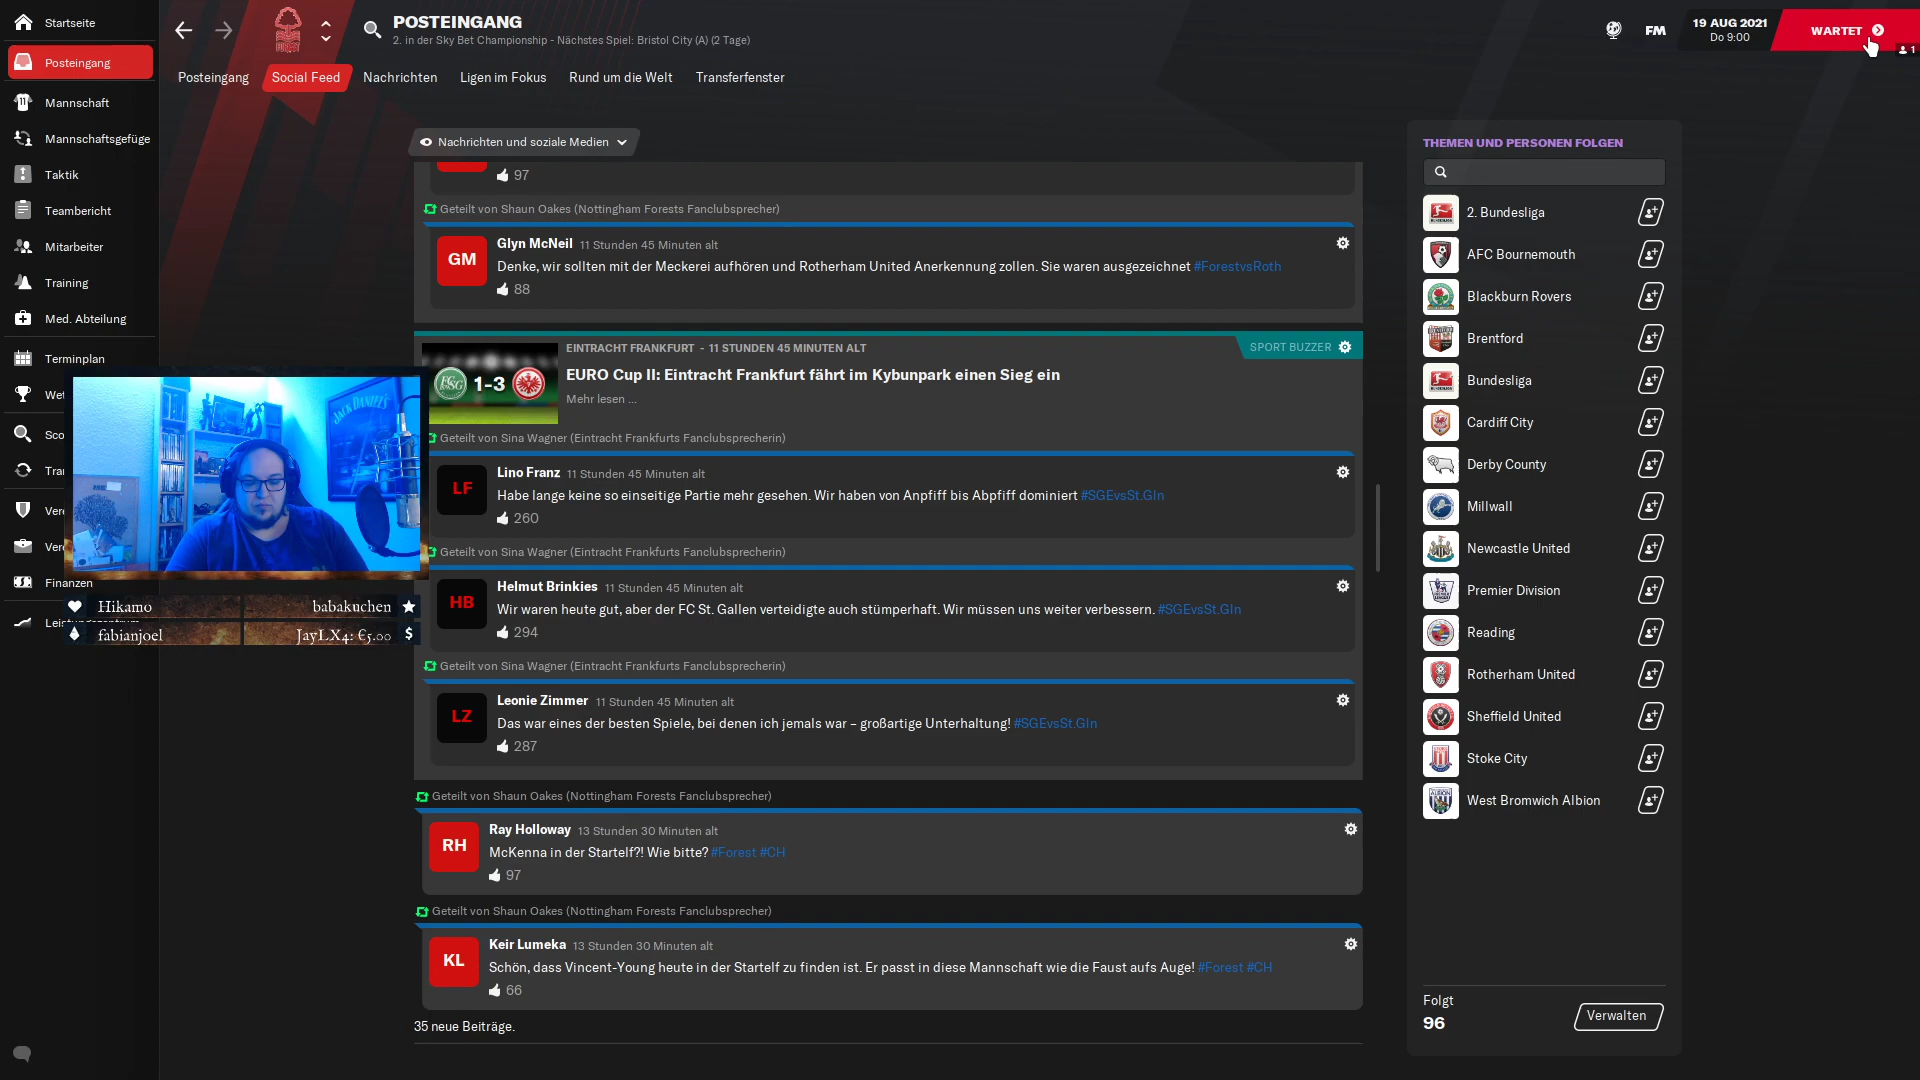 Startseite
Posteingang
Mannschaft
Mannschaftsgefüge
Taktik
Teambericht
Mitarbeiter
Training
Med. Abteilung
Terminplan
Wet
Sco
Tra
Vere
Ver
Finanzen
POSTEINGANG
2. in der Sky Bet Championship - Nächstes Spiel: Bristol City (A) (2 Tage)
FM
19 AUG 2021
Do 9:00
WARTET
1
Posteingang
Social Feed
Nachrichten
Ligen im Fokus
Rund um die Welt
Transferfenster
Nachrichten und soziale Medien
97
Geteilt von Shaun Oakes (Nottingham Forests Fanclubsprecher)
GM
Glyn McNeil 11 Stunden 45 Minuten alt
Denke, wir sollten mit der Meckerei aufhören und Rotherham United Anerkennung zollen. Sie waren ausgezeichnet #ForestvsRoth
88
EINTRACHT FRANKFURT - 11 STUNDEN 45 MINUTEN ALT
SPORT BUZZER
1-3
EURO Cup II: Eintracht Frankfurt fährt im Kybunpark einen Sieg ein
Mehr lesen ...
Geteilt von Sina Wagner (Eintracht Frankfurts Fanclubsprecherin)
LF
Lino Franz 11 Stunden 45 Minuten alt
Habe lange keine so einseitige Partie mehr gesehen. Wir haben von Anpfiff bis Abpfiff dominiert #SGEvsSt.Gln
260
Geteilt von Sina Wagner (Eintracht Frankfurts Fanclubsprecherin)
HB
Helmut Brinkies 11 Stunden 45 Minuten alt
Wir waren heute gut, aber der FC St. Gallen verteidigte auch stümperhaft. Wir müssen uns weiter verbessern. #SGEvsSt.Gln
294
Geteilt von Sina Wagner (Eintracht Frankfurts Fanclubsprecherin)
LZ
Leonie Zimmer 11 Stunden 45 Minuten alt
Das war eines der besten Spiele, bei denen ich jemals war – großartige Unterhaltung! #SGEvsSt.Gln
287
Geteilt von Shaun Oakes (Nottingham Forests Fanclubsprecher)
RH
Ray Holloway 13 Stunden 30 Minuten alt
McKenna in der Startelf?! Wie bitte? #Forest #CH
97
Geteilt von Shaun Oakes (Nottingham Forests Fanclubsprecher)
KL
Keir Lumeka 13 Stunden 30 Minuten alt
Schön, dass Vincent-Young heute in der Startelf zu finden ist. Er passt in diese Mannschaft wie die Faust aufs Auge! #Forest #CH
66
35 neue Beiträge.
JACK DANIEL'S
Hikamo
babakuchen
fabianjoel
JayLX4: €5.00
THEMEN UND PERSONEN FOLGEN
2. Bundesliga
AFC Bournemouth
Blackburn Rovers
Brentford
Bundesliga
Cardiff City
Derby County
Millwall
Newcastle United
Premier Division
Reading
Rotherham United
Sheffield United
Stoke City
West Bromwich Albion
Folgt
96
Verwalten